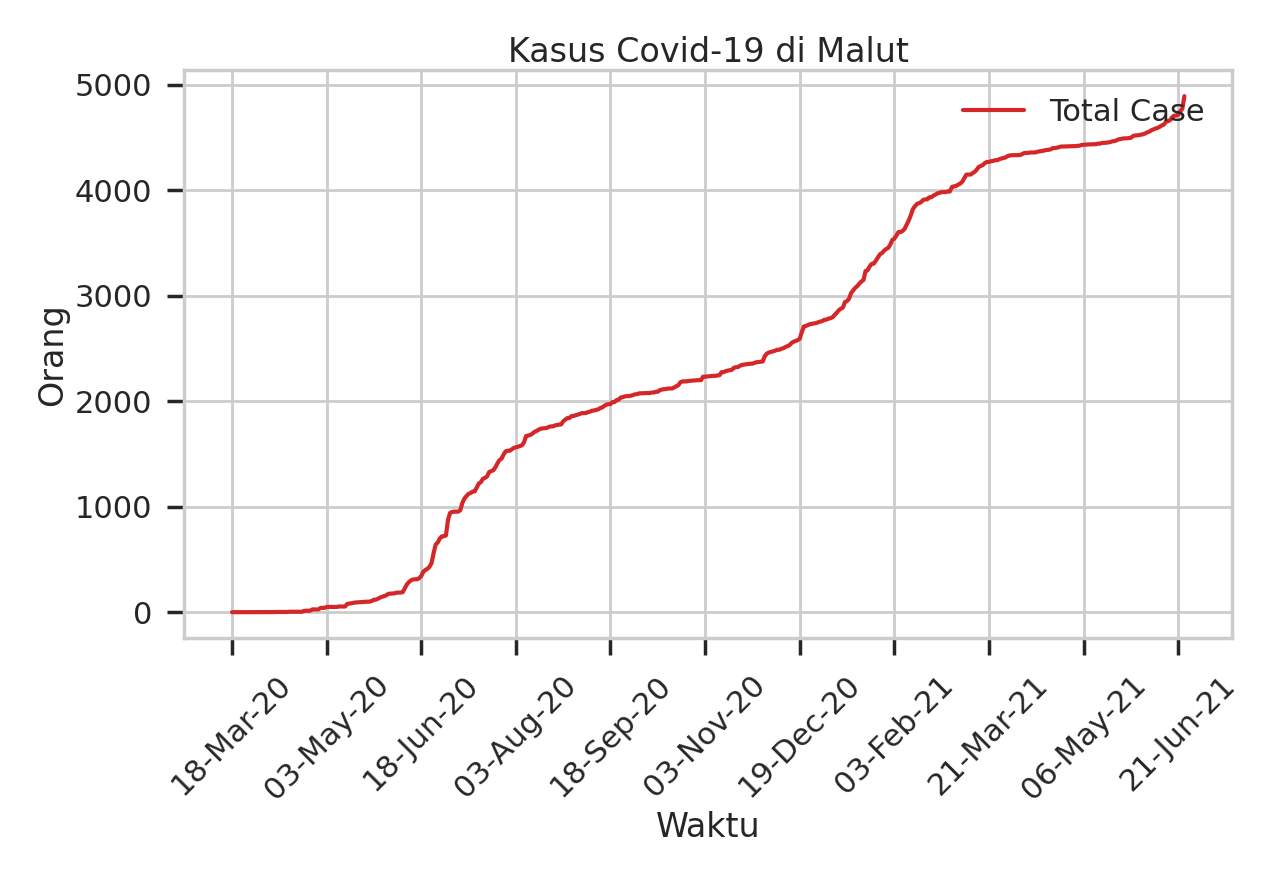 Kasus Covid-19 di Malut
Total Case
Orang
5000
4000
3000
2000
1000
0
18-Mar-20
03-May-20
18-Jun-20
03-Aug-20
18-Sep-20
03-Nov-20
19-Dec-20
03-Feb-21
21-Mar-21
06-May-21
21-Jun-21
Waktu